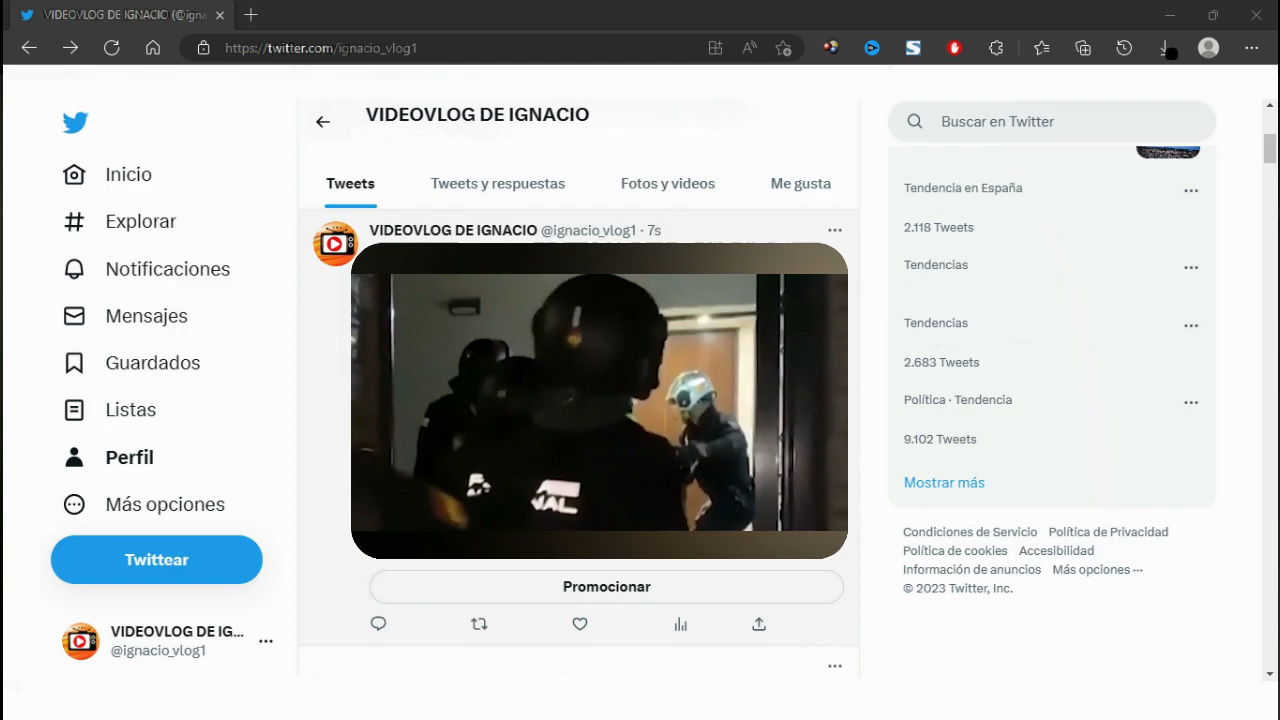 VIDEOVLOG DE IGNACIO (@igna
https://twitter.com/ignacio_vlog1
VIDEOVLOG DE IGNACIO
Buscar en Twitter
Inicio
Explorar
Notificaciones
Mensajes
Guardados
Listas
Perfil
Más opciones
Twittear
VIDEOVLOG DE IG...
@ignacio_vlog1
Tweets
Tweets y respuestas
Fotos y videos
Me gusta
VIDEOVLOG DE IGNACIO @ignacio_vlog1 · 7s
Promocionar
Tendencia en España
2.118 Tweets
Tendencias
Tendencias
2.683 Tweets
Política · Tendencia
9.102 Tweets
Mostrar más
Condiciones de Servicio Política de Privacidad
Política de cookies Accesibilidad
Información de anuncios Más opciones ···
© 2023 Twitter, Inc.